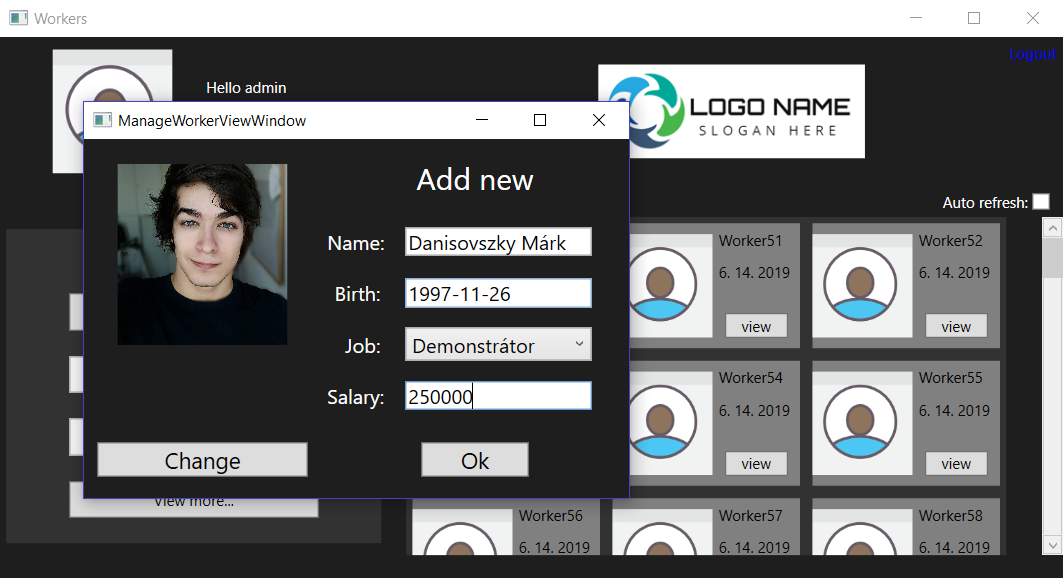 Workers
Logout
Hello admin
LOGO NAME
SLOGAN HERE
ManageWorkerViewWindow
Add new
Name: Danisovszky Márk
Birth: 1997-11-26
Job: Demonstrátor
Salary: 250000
Change
Ok
View more...
Auto refresh:
Worker51
6. 14. 2019
view
Worker52
6. 14. 2019
view
Worker54
6. 14. 2019
view
Worker55
6. 14. 2019
view
Worker56
6. 14. 2019
Worker57
6. 14. 2019
Worker58
6. 14. 2019